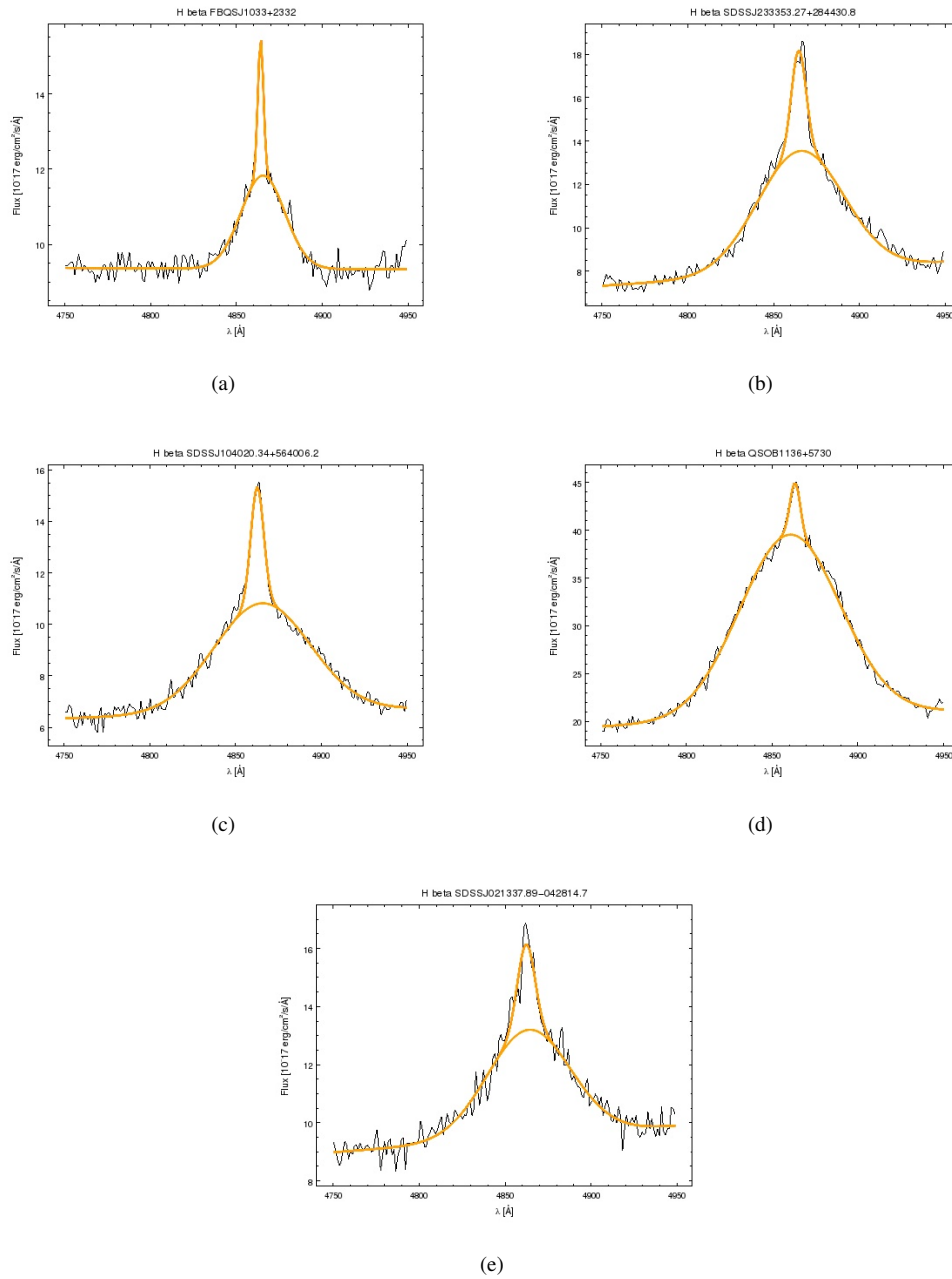 H beta FBQSJ1033+2332
Flux [10⁻17 erg/cm²/s/Å]
14
12
10
4750 4800 4850 4900 4950
λ [Å]
(a)
H beta SDSSJ233353.27+284430.8
Flux [10⁻17 erg/cm²/s/Å]
18
16
14
12
10
8
4750 4800 4850 4900 4950
λ [Å]
(b)
H beta SDSSJ104020.34+564006.2
Flux [10⁻17 erg/cm²/s/Å]
16
14
12
10
8
6
4750 4800 4850 4900 4950
λ [Å]
(c)
H beta QSOB1136+5730
Flux [10⁻17 erg/cm²/s/Å]
45
40
35
30
25
20
4750 4800 4850 4900 4950
λ [Å]
(d)
H beta SDSSJ021337.89−042814.7
Flux [10⁻17 erg/cm²/s/Å]
16
14
12
10
8
4750 4800 4850 4900 4950
λ [Å]
(e)